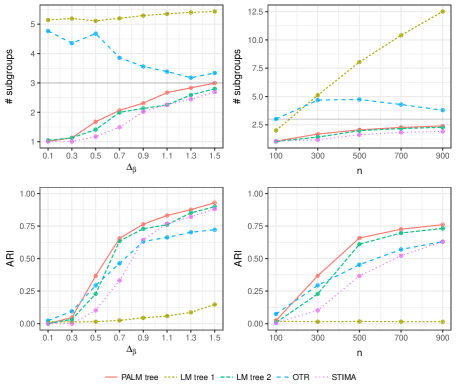 # subgroups
5
4
3
2
1
0.1 0.3 0.5 0.7 0.9 1.1 1.3 1.5
Δβ
# subgroups
12.5
10.0
7.5
5.0
2.5
100 300 500 700 900
n
ARI
1.00
0.75
0.50
0.25
0.00
0.1 0.3 0.5 0.7 0.9 1.1 1.3 1.5
Δβ
ARI
1.00
0.75
0.50
0.25
0.00
100 300 500 700 900
n
PALM tree LM tree 1 LM tree 2 OTR STIMA